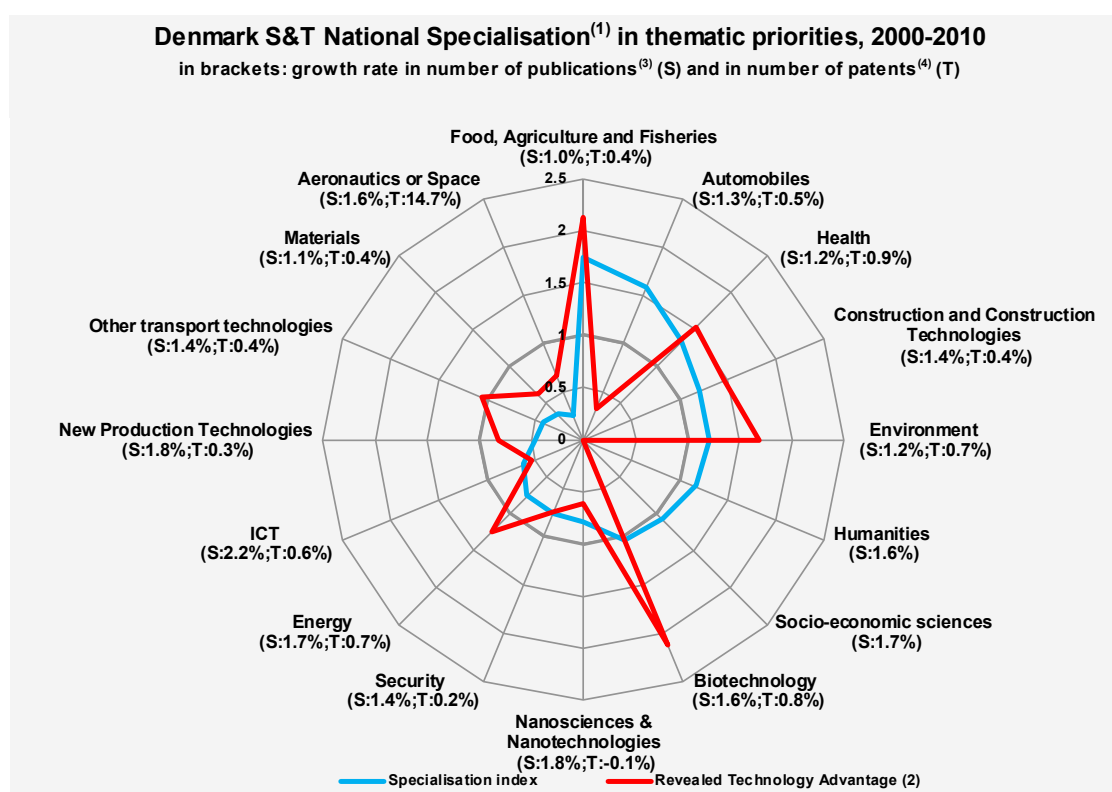 Denmark S&T National Specialisation(1) in thematic priorities, 2000-2010
in brackets: growth rate in number of publications(3) (S) and in number of patents(4) (T)
Food, Agriculture and Fisheries
(S:1.0%;T:0.4%)
Automobiles
(S:1.3%;T:0.5%)
Health
(S:1.2%;T:0.9%)
Construction and Construction
Technologies
(S:1.4%;T:0.4%)
Environment
(S:1.2%;T:0.7%)
Humanities
(S:1.6%)
Socio-economic sciences
(S:1.7%)
Biotechnology
(S:1.6%;T:0.8%)
Nanosciences &
Nanotechnologies
(S:1.8%;T:-0.1%)
Security
(S:1.4%;T:0.2%)
Energy
(S:1.7%;T:0.7%)
ICT
(S:2.2%;T:0.6%)
New Production Technologies
(S:1.8%;T:0.3%)
Other transport technologies
(S:1.4%;T:0.4%)
Materials
(S:1.1%;T:0.4%)
Aeronautics or Space
(S:1.6%;T:14.7%)
2.5
2
1.5
1
0.5
0
Specialisation index
Revealed Technology Advantage (2)